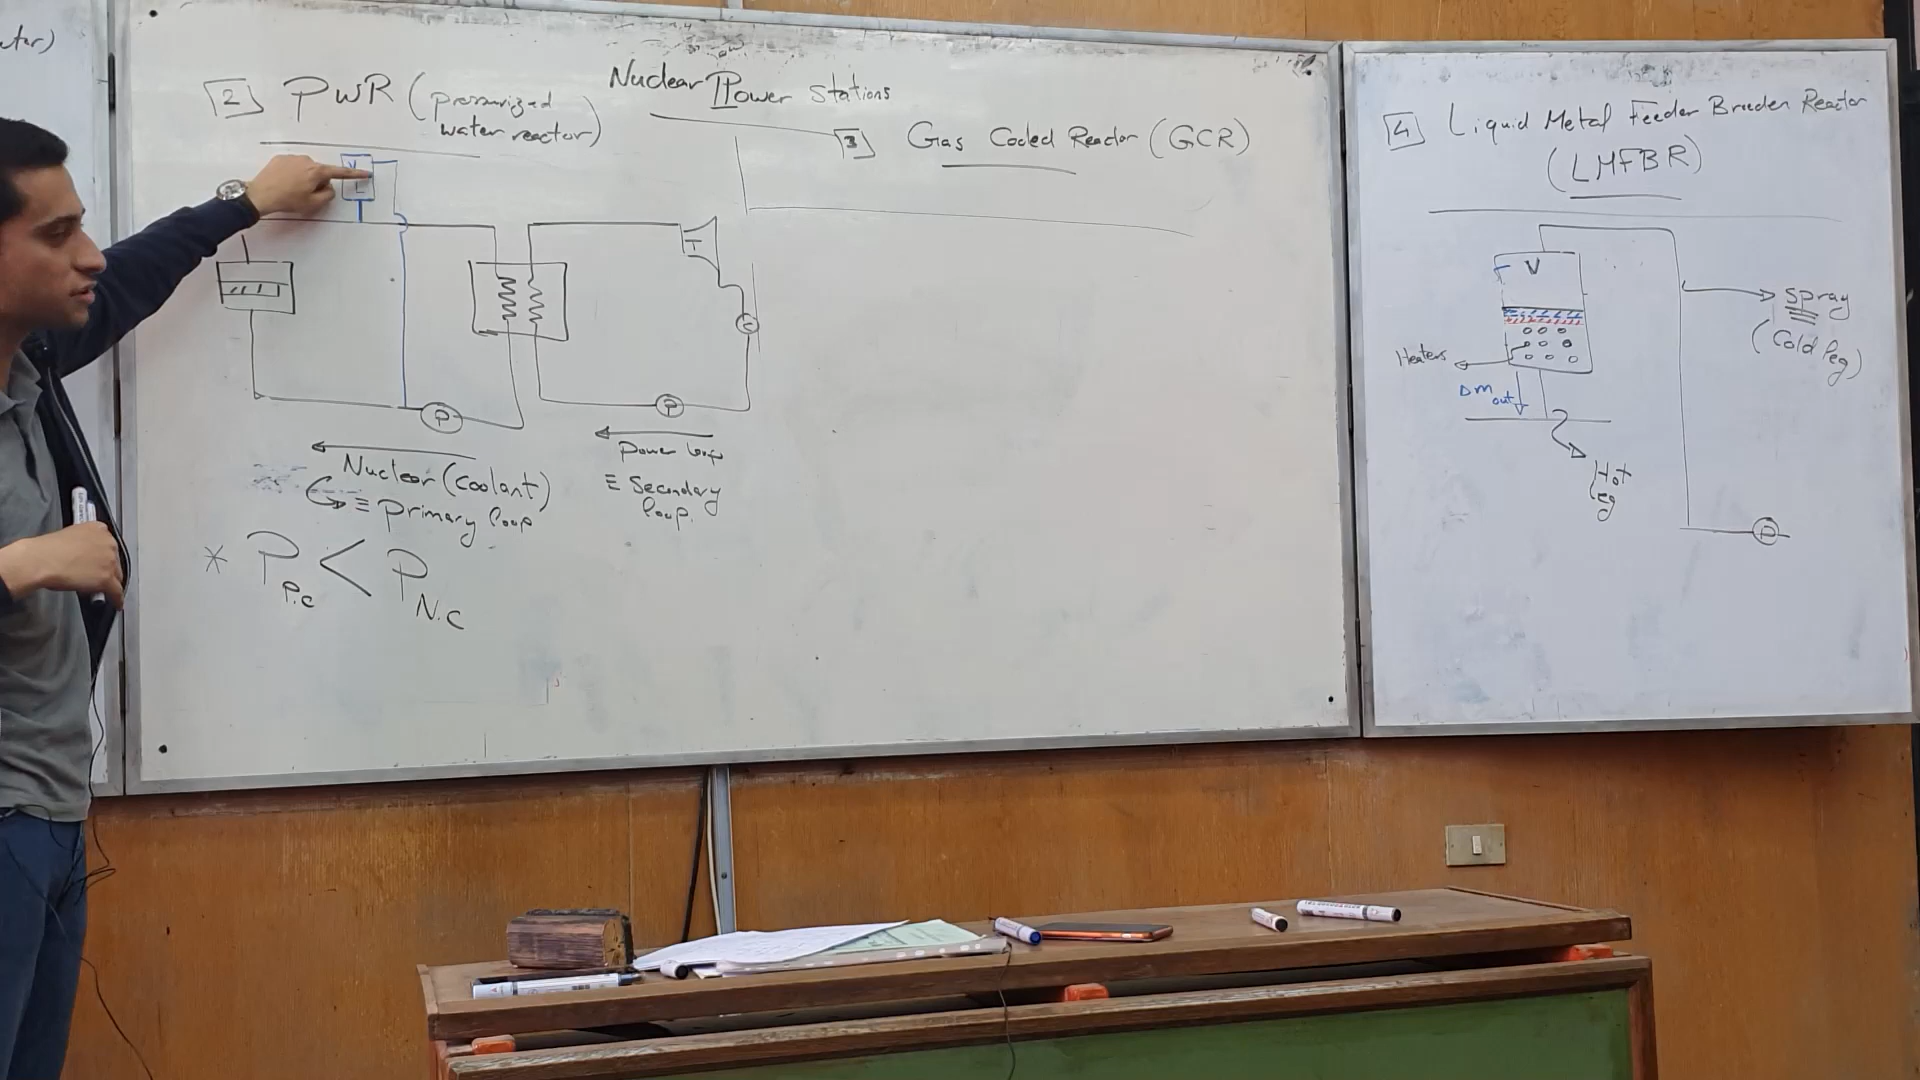 Nuclear Power Stations
2 PWR (pressurized
water reactor)
V
L
T
C
P
P
Nuclear (Coolant)
≡ Primary loop
Power loop
≡ Secondary
loop.
* P P.C < P N.C
3 Gas Cooled Reactor (GCR)
4 Liquid Metal Feeder Breeder Reactor
(LMFBR)
V
Spray
(Cold leg)
Heaters
Δm out
Hot
leg
P